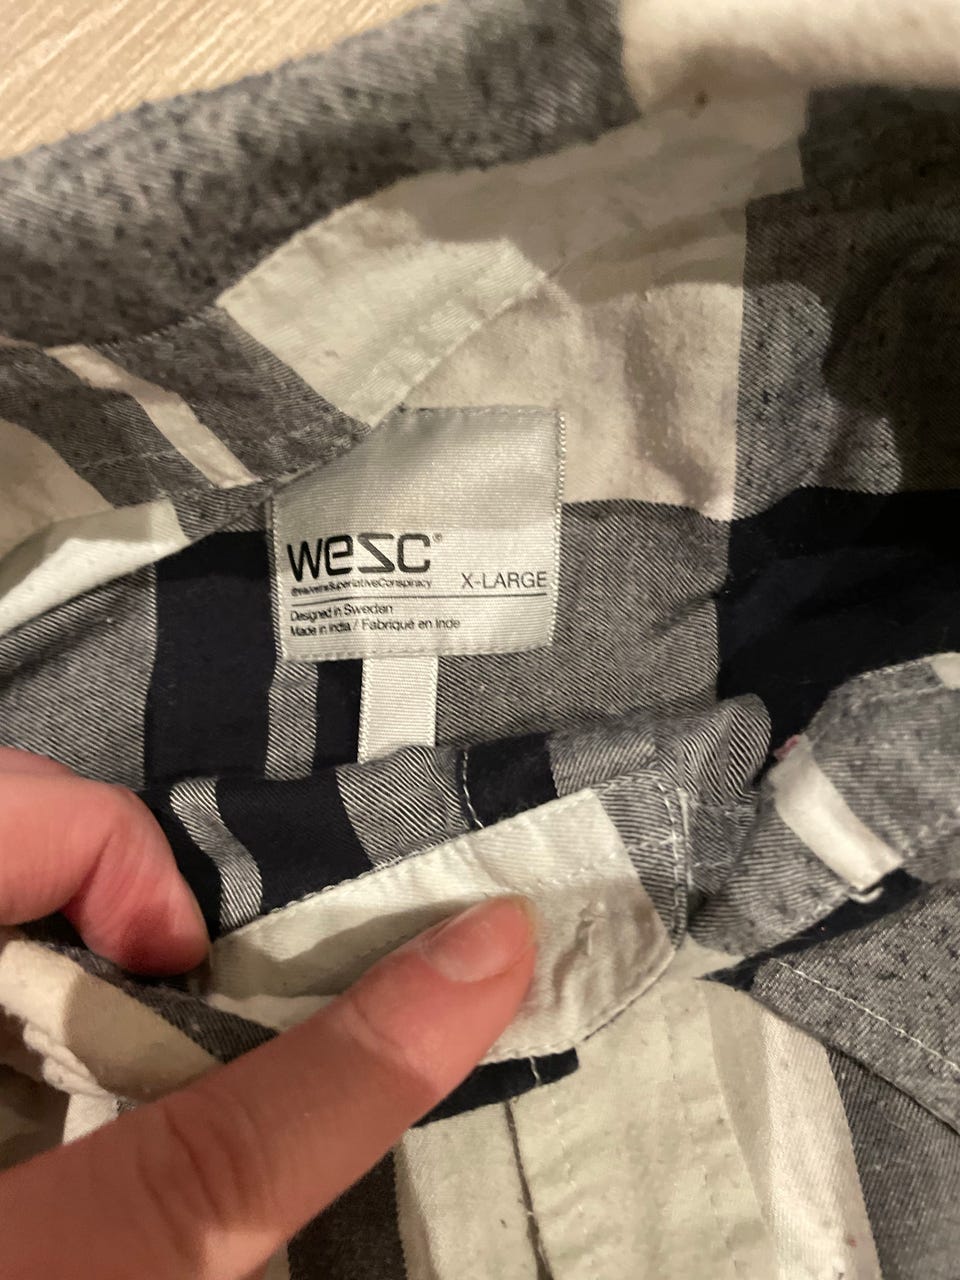 wesc®
WeAretheSuperlativeConspiracy
X-LARGE
Designed in Sweden
Made in India / Fabriqué en Inde